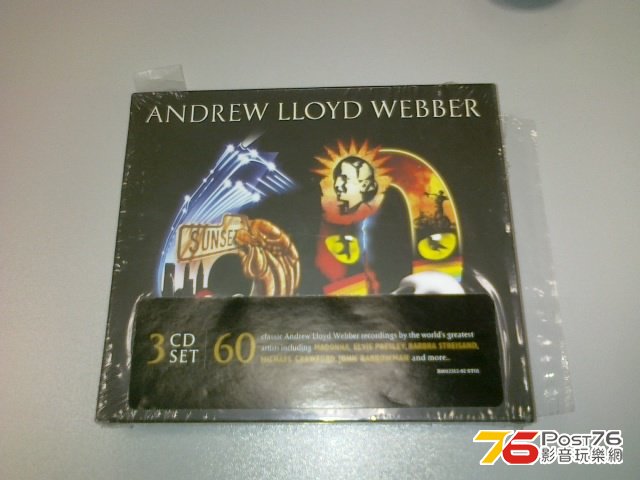 ANDREW LLOYD WEBBER
SUNSET
3 CD SET
60 classic Andrew Lloyd Webber recordings by the world's greatest
artists including MADONNA, ELVIS PRESLEY, BARBRA STREISAND,
MICHAEL CRAWFORD, JOHN BARROWMAN and more..
76 POST76
影音玩樂網